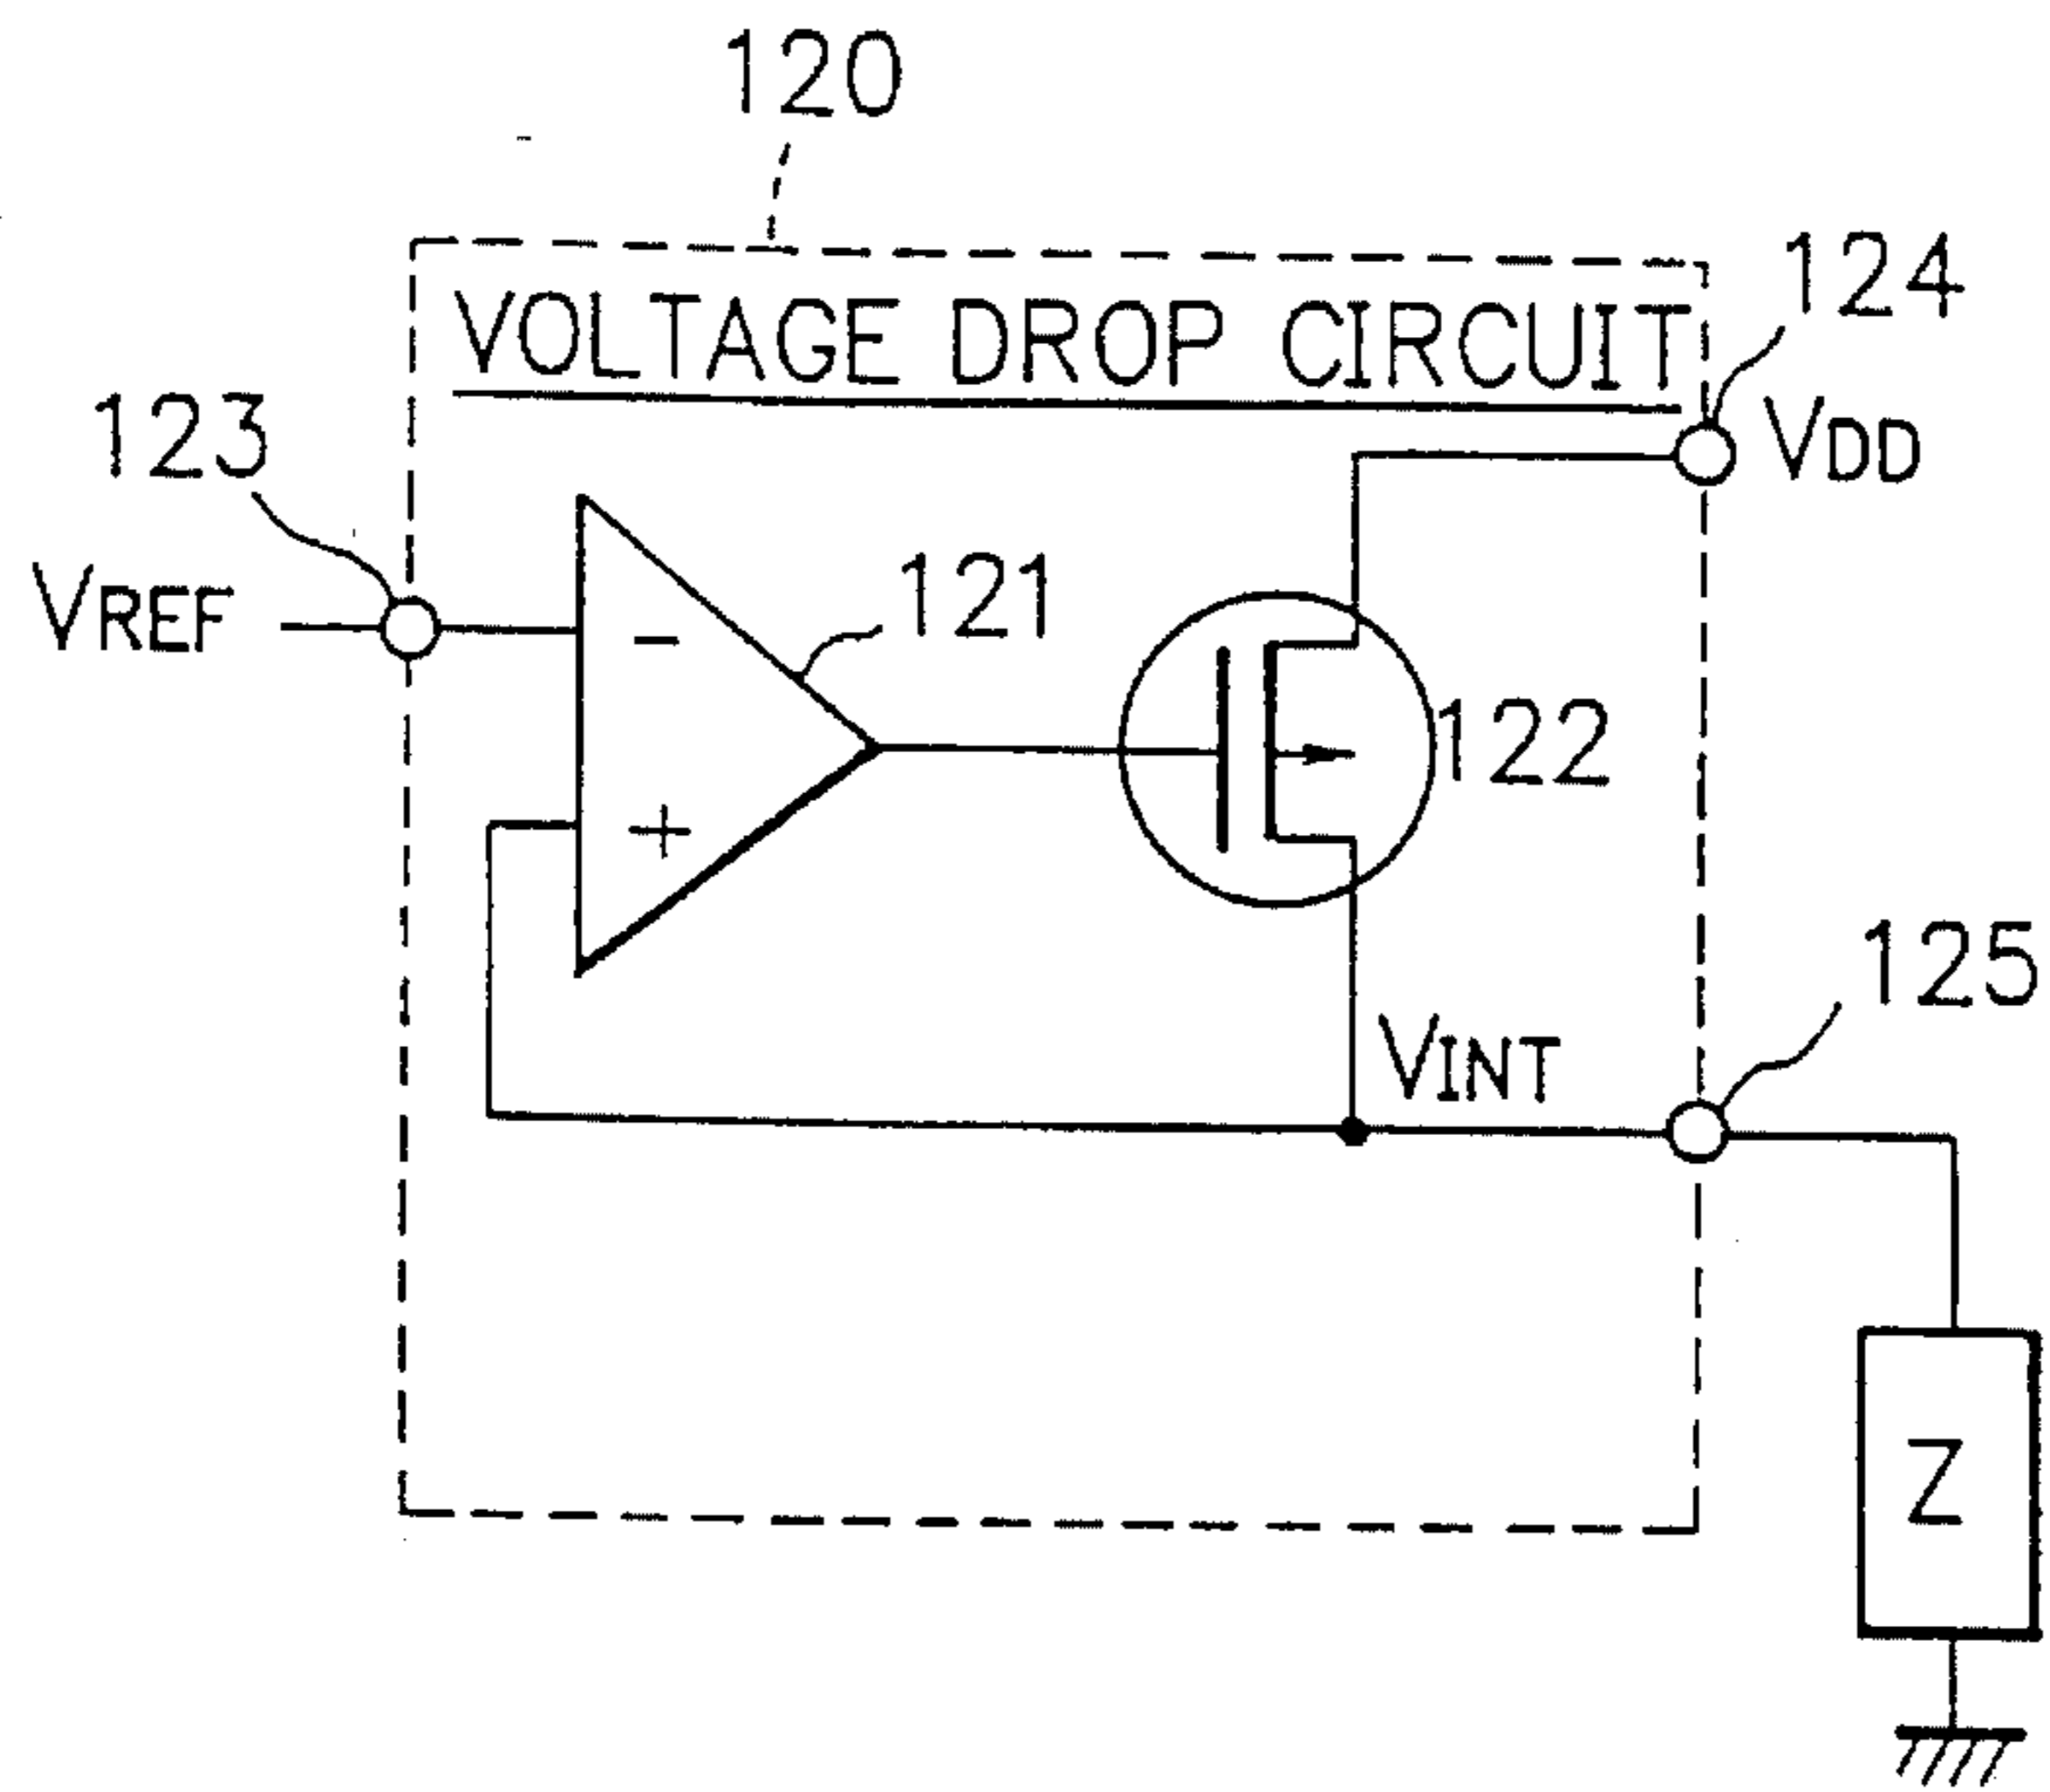 120
VOLTAGE DROP CIRCUIT
124
VDD
123
VREF
121
-
+
122
VINT
125
Z